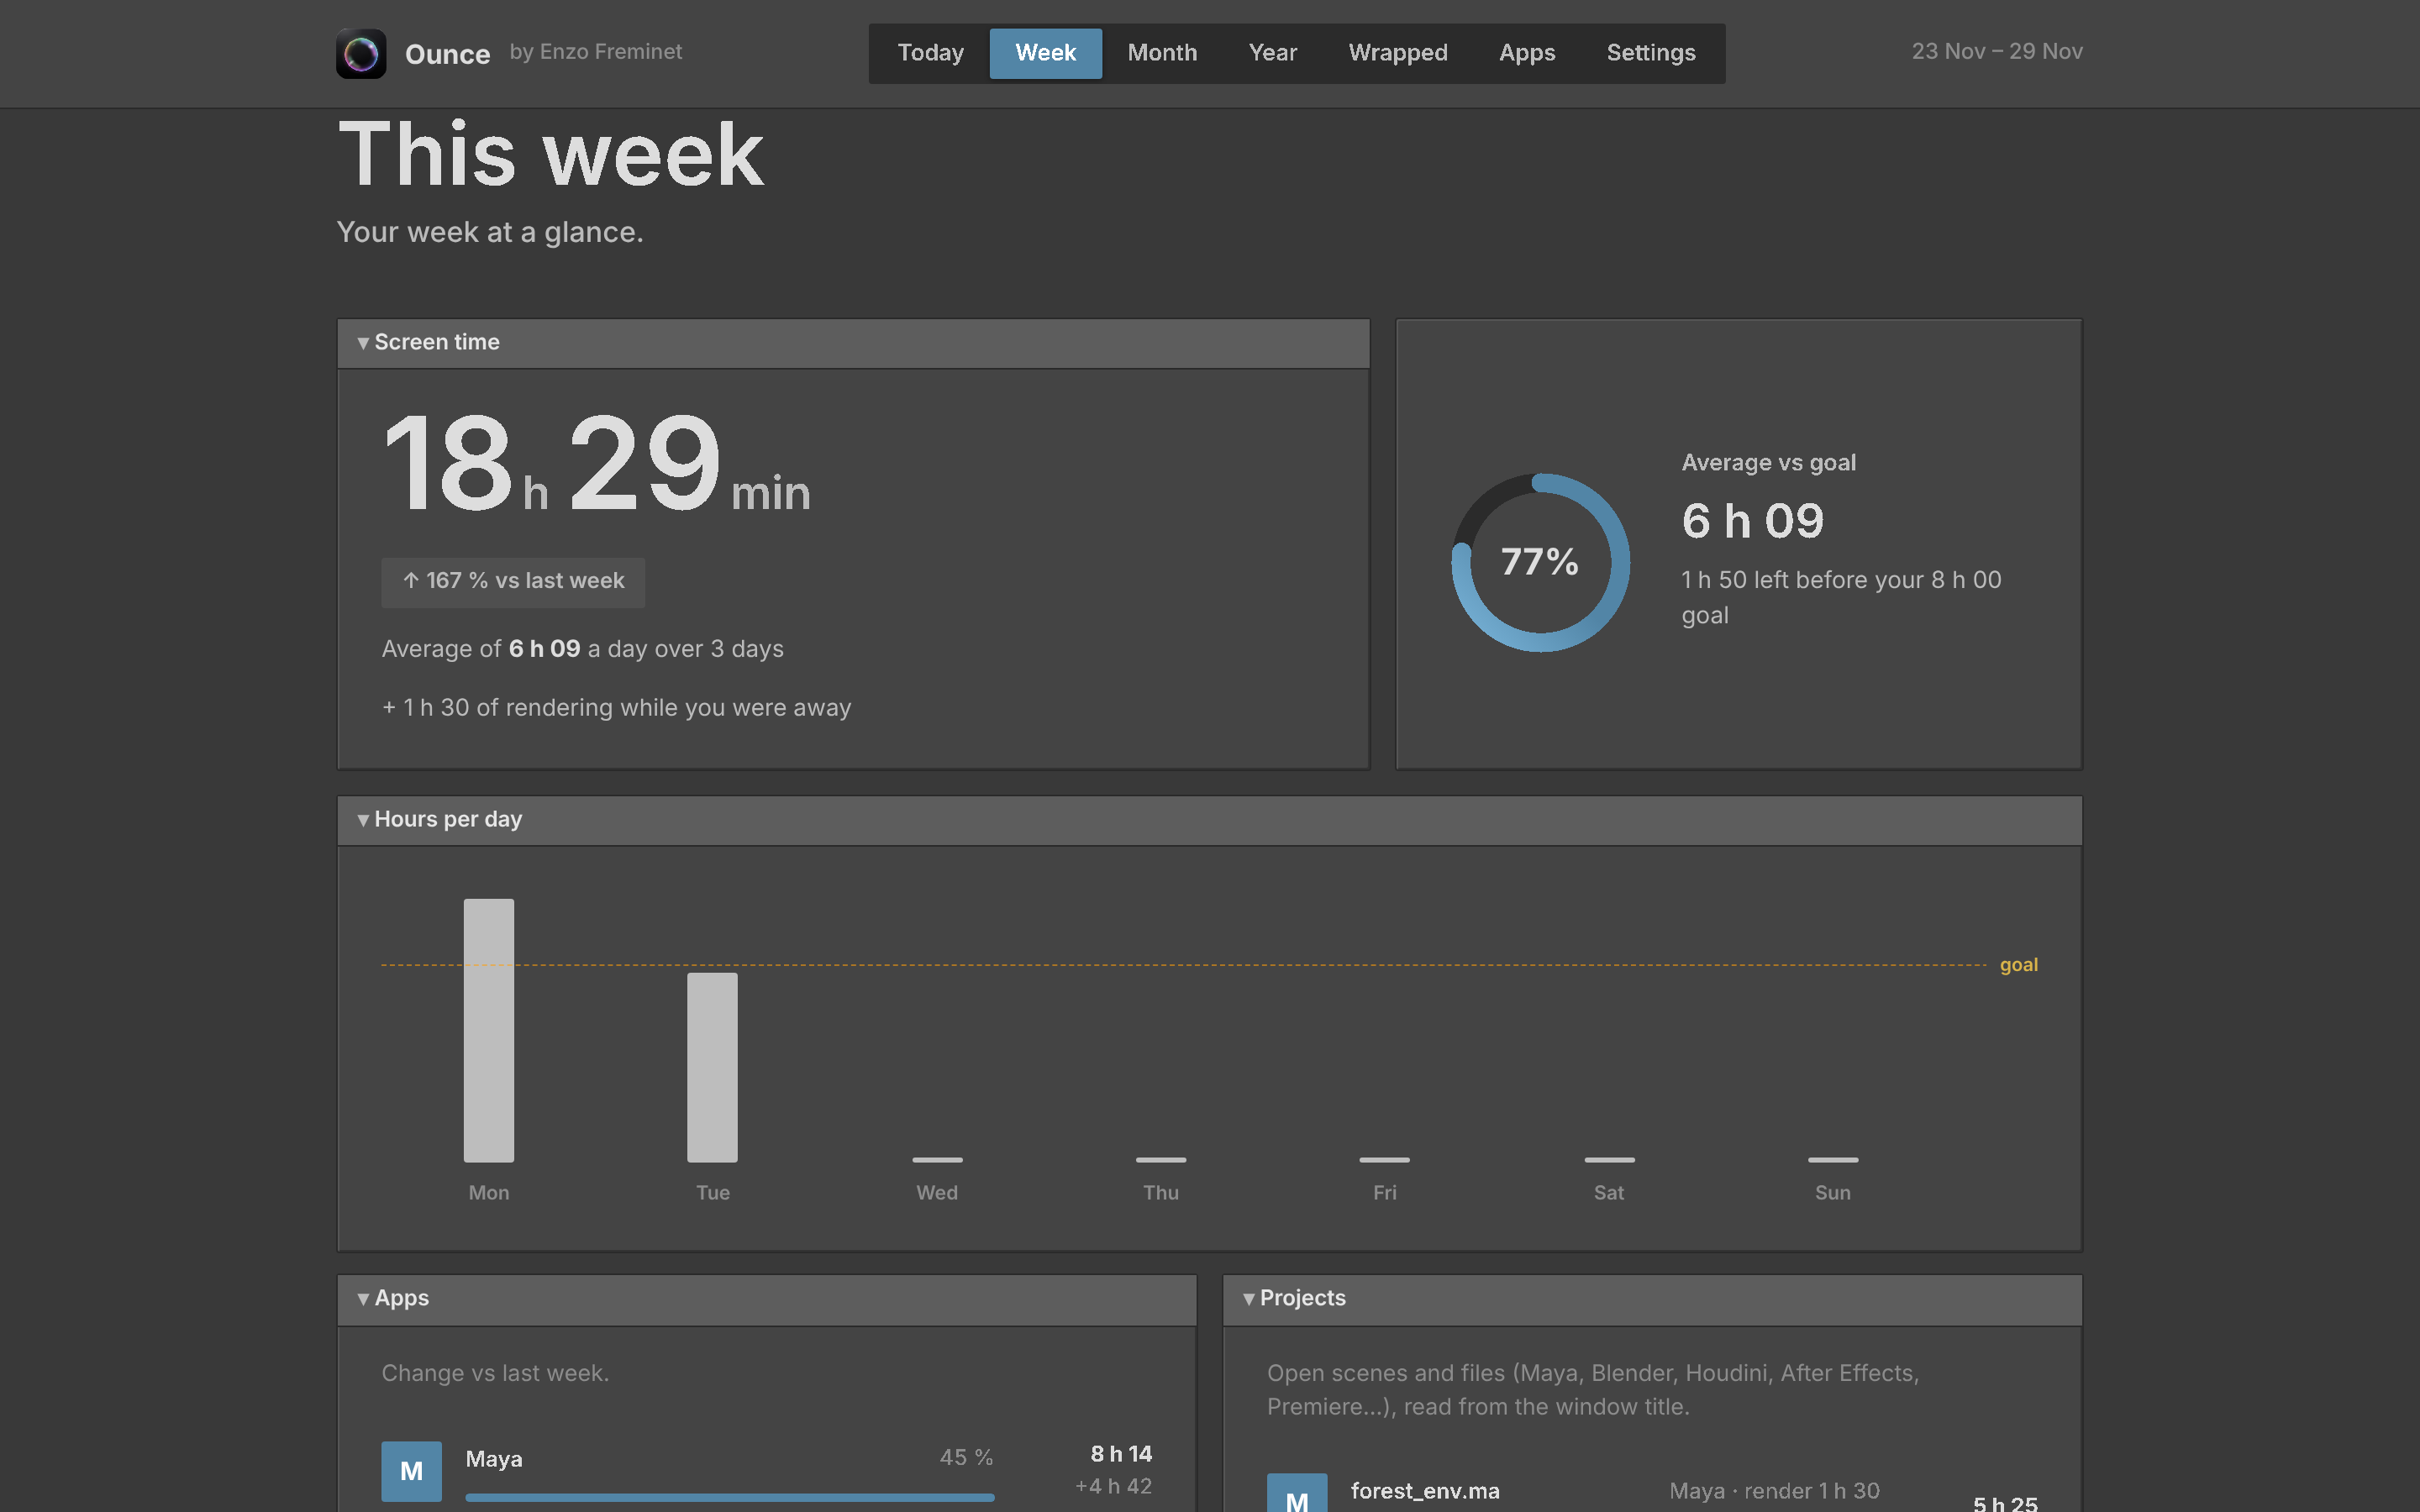 Ounce by Enzo Freminet
Today Week Month Year Wrapped Apps Settings
23 Nov – 29 Nov
This week
Your week at a glance.
▾ Screen time
18 h 29 min
↑ 167 % vs last week
Average of 6 h 09 a day over 3 days
+ 1 h 30 of rendering while you were away
77%
Average vs goal
6 h 09
1 h 50 left before your 8 h 00
goal
▾ Hours per day
goal
Mon Tue Wed Thu Fri Sat Sun
▾ Apps
Change vs last week.
M Maya 45 % 8 h 14
+4 h 42
▾ Projects
Open scenes and files (Maya, Blender, Houdini, After Effects,
Premiere…), read from the window title.
M forest_env.ma Maya · render 1 h 30 5 h 25